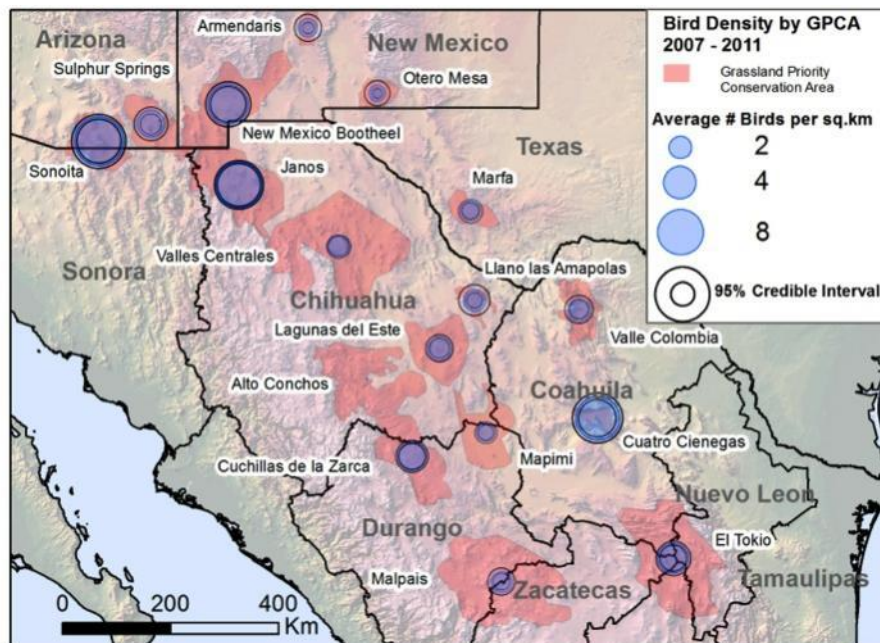 Arizona
Armendaris
New Mexico
Sulphur Springs
Otero Mesa
New Mexico Bootheel
Texas
Sonoita
Janos
Marfa
Valles Centrales
Sonora
Llano las Amapolas
Chihuahua
Lagunas del Este
Valle Colombia
Alto Conchos
Coahuila
Cuatro Cienegas
Cuchillas de la Zarca
Mapimi
Nuevo Leon
Durango
El Tokio
Malpais
Zacatecas
Tamaulipas
0 200 400
Km
Bird Density by GPCA
2007 - 2011
Grassland Priority
Conservation Area
Average # Birds per sq.km
2
4
8
95% Credible Interval